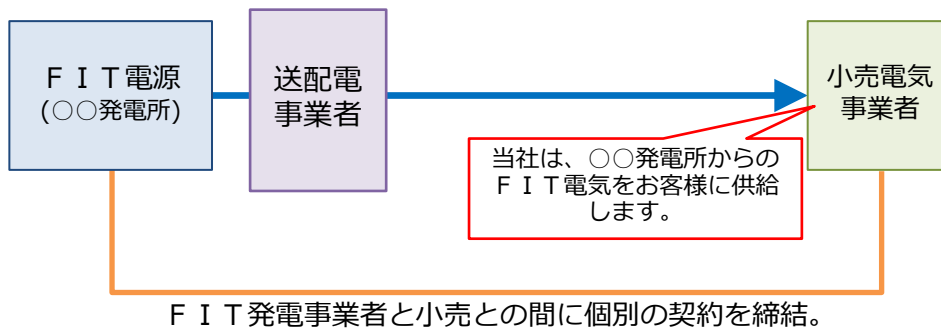 ＦＩＴ電源
(○○発電所)
送配電
事業者
小売電気
事業者
当社は、○○発電所からの
ＦＩＴ電気をお客様に供給
します。
ＦＩＴ発電事業者と小売との間に個別の契約を締結。